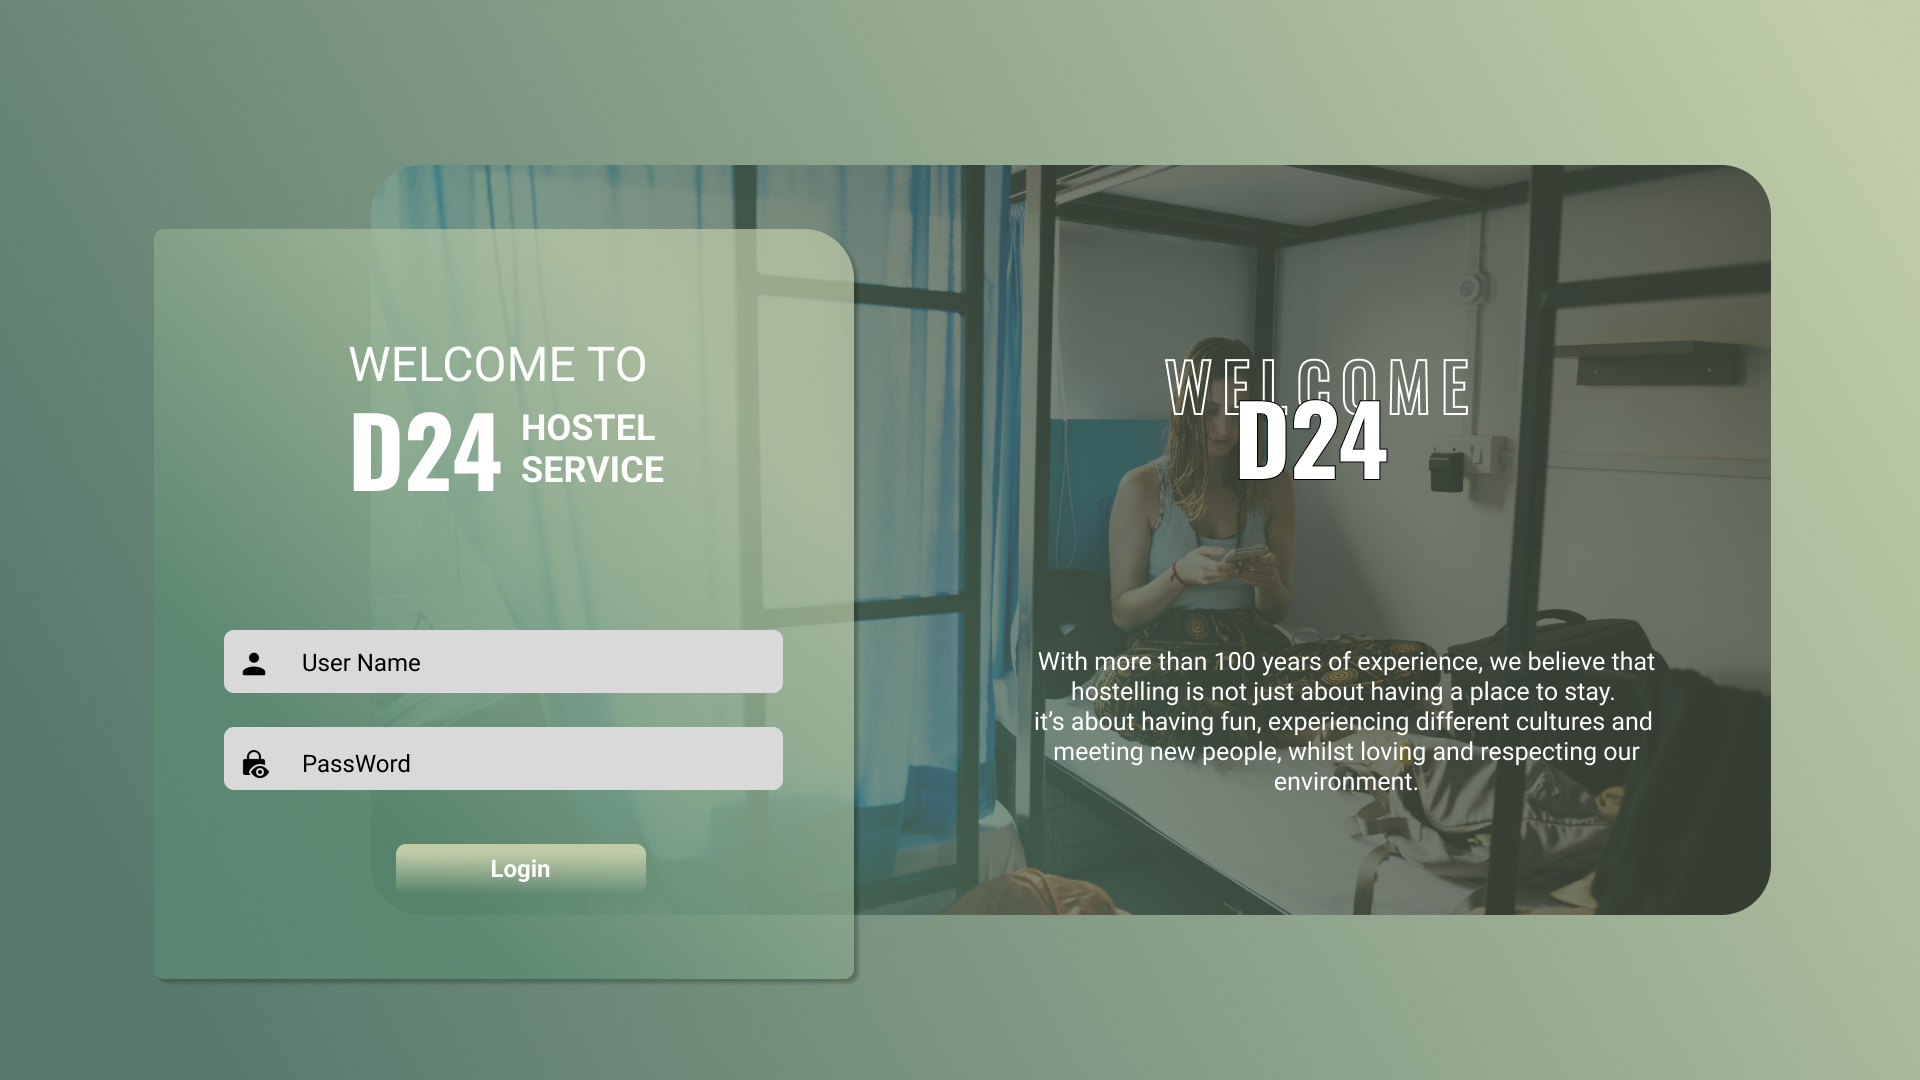 WELCOME TO
D24
HOSTEL
SERVICE
User Name
PassWord
Login
WELCOME
D24
With more than 100 years of experience, we believe that
hostelling is not just about having a place to stay.
it’s about having fun, experiencing different cultures and
meeting new people, whilst loving and respecting our
environment.